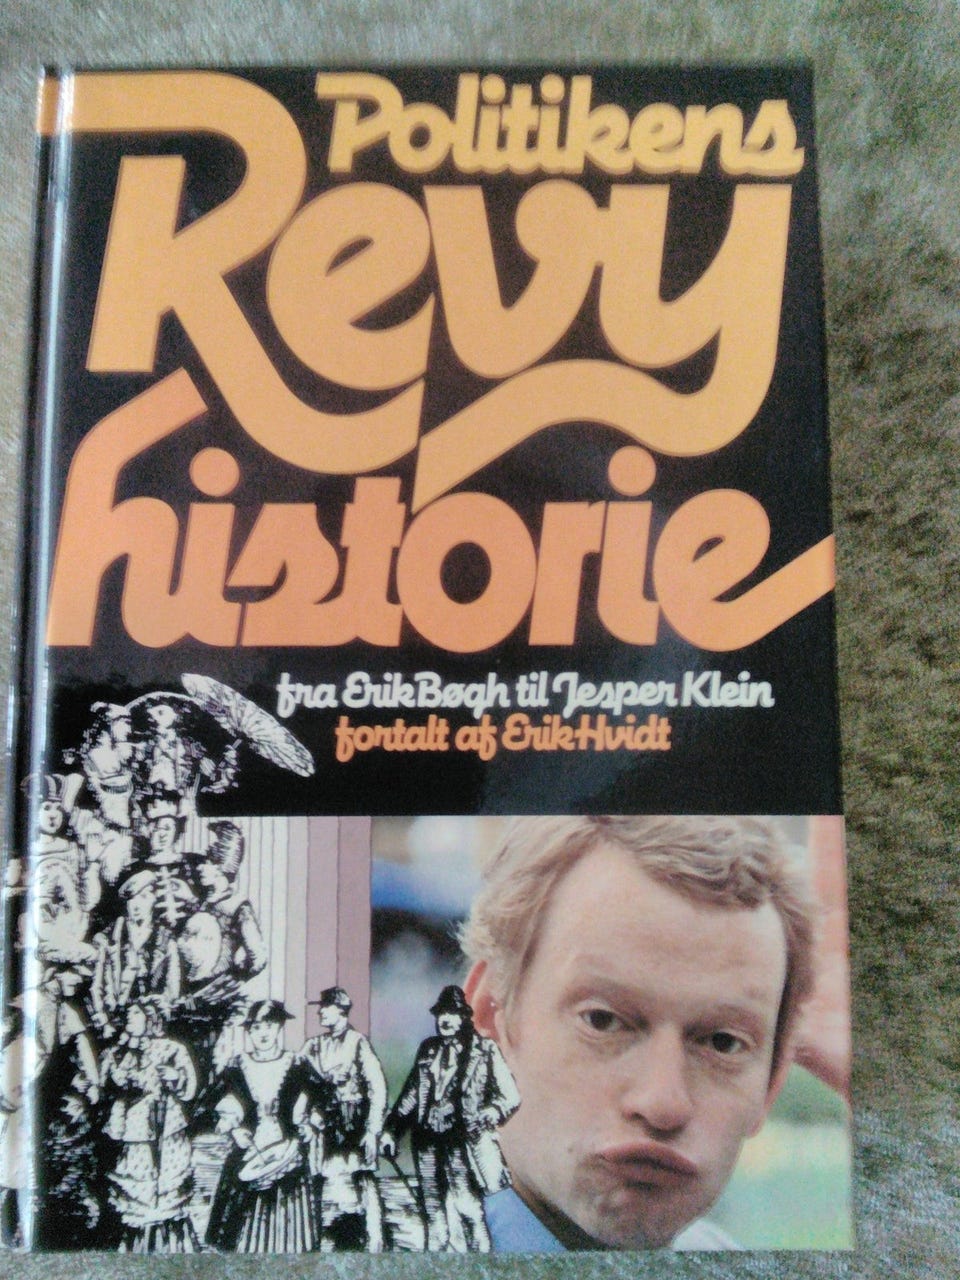 Politikens
Revy
historie
fra Erik Bøgh til Jesper Klein
fortalt af Erik Hvidt